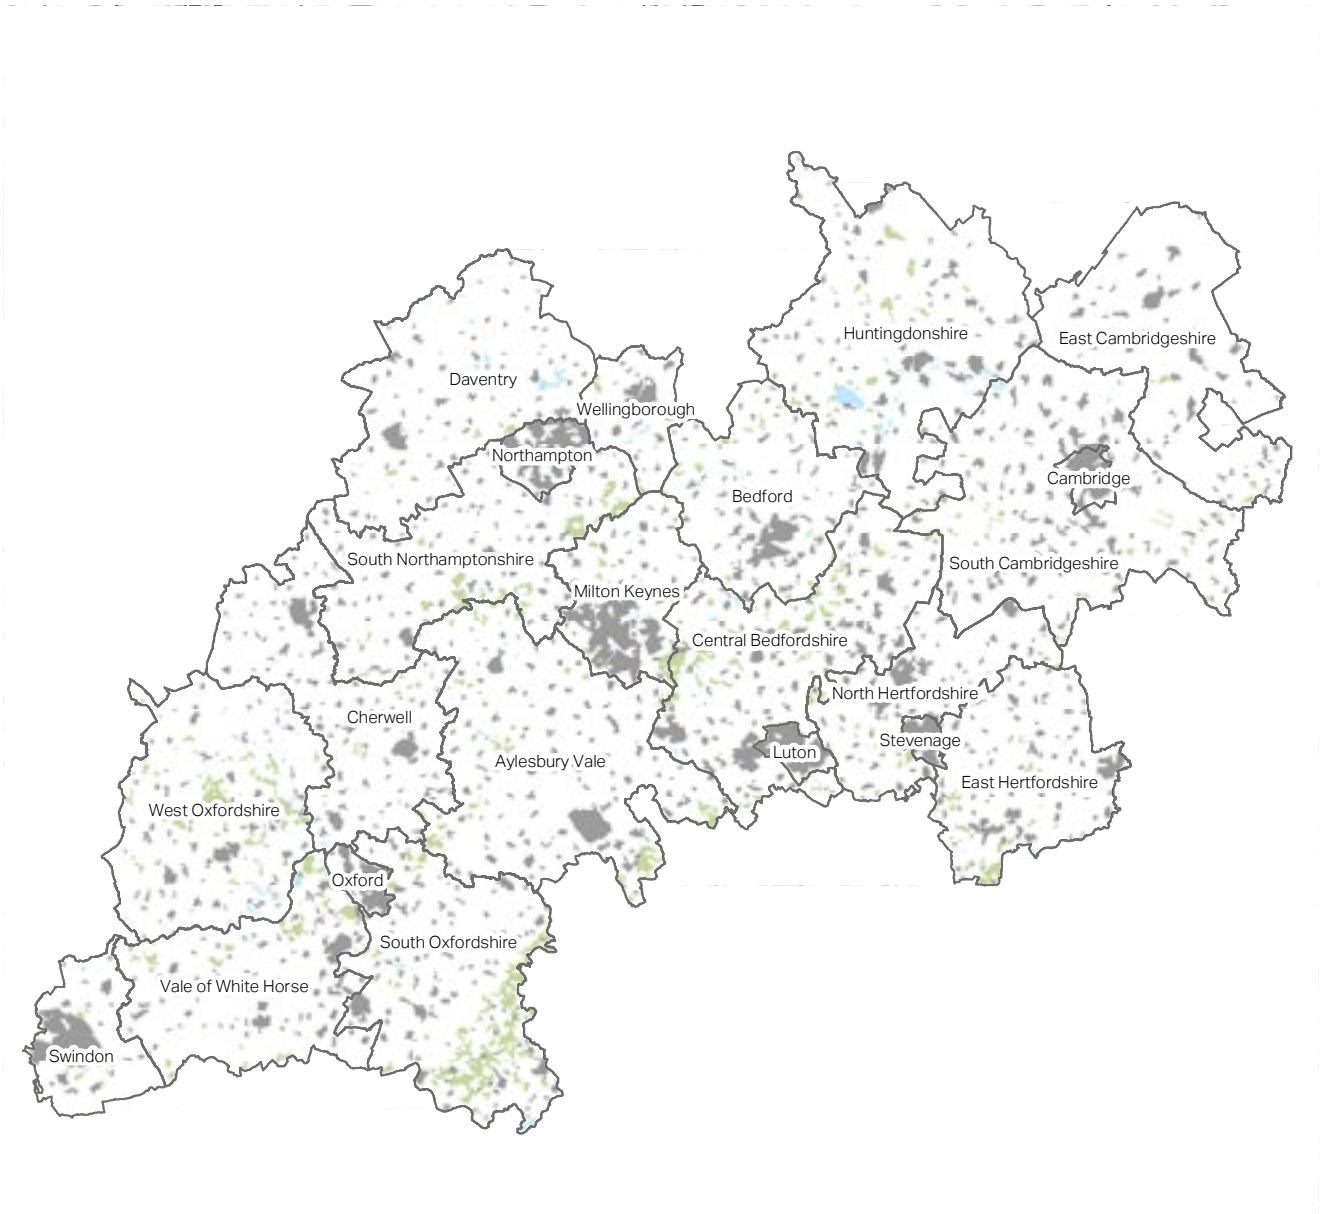 Huntingdonshire
East Cambridgeshire
Daventry
Wellingborough
Northampton
Cambridge
Bedford
South Northamptonshire
South Cambridgeshire
Milton Keynes
Central Bedfordshire
North Hertfordshire
Cherwell
Stevenage
Luton
Aylesbury Vale
East Hertfordshire
West Oxfordshire
Oxford
South Oxfordshire
Vale of White Horse
Swindon